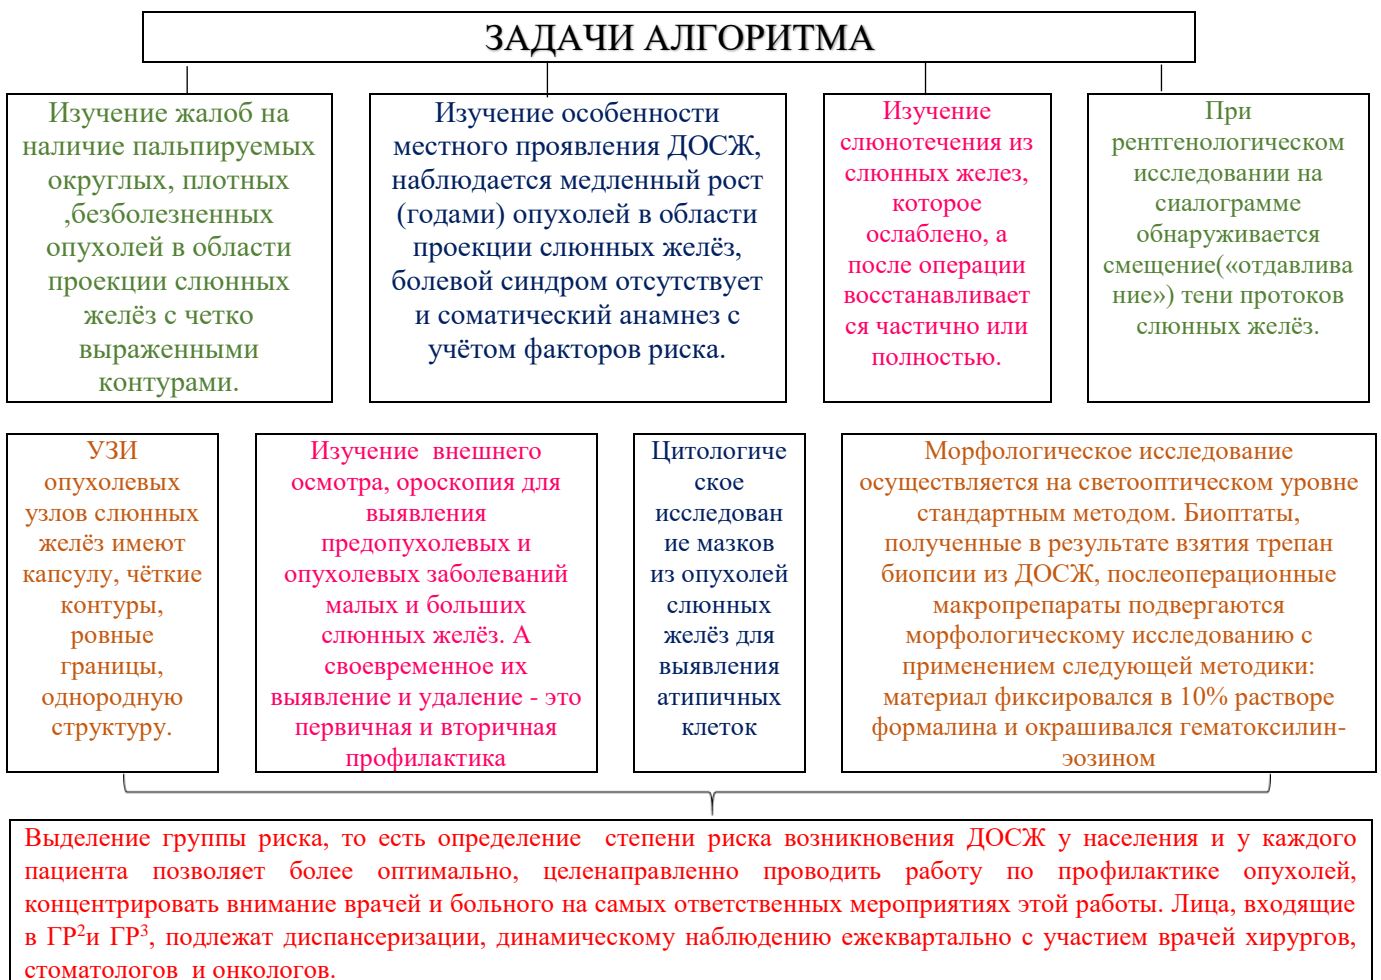 ЗАДАЧИ АЛГОРИТМА
Изучение жалоб на
наличие пальпируемых
округлых, плотных
,безболезненных
опухолей в области
проекции слюнных
желёз с четко
выраженными
контурами.
Изучение особенности
местного проявления ДОСЖ,
наблюдается медленный рост
(годами) опухолей в области
проекции слюнных желёз,
болевой синдром отсутствует
и соматический анамнез с
учётом факторов риска.
Изучение
слюнотечения из
слюнных желез,
которое
ослаблено, а
после операции
восстанавливает
ся частично или
полностью.
При
рентгенологическом
исследовании на
сиалограмме
обнаруживается
смещение(«отдавлива
ние») тени протоков
слюнных желёз.
УЗИ
опухолевых
узлов слюнных
желёз имеют
капсулу, чёткие
контуры,
ровные
границы,
однородную
структуру.
Изучение внешнего
осмотра, ороскопия для
выявления
предопухолевых и
опухолевых заболеваний
малых и больших
слюнных желёз. А
своевременное их
выявление и удаление - это
первичная и вторичная
профилактика
Цитологиче
ское
исследован
ие мазков
из опухолей
слюнных
желёз для
выявления
атипичных
клеток
Морфологическое исследование
осуществляется на светооптическом уровне
стандартным методом. Биоптаты,
полученные в результате взятия трепан
биопсии из ДОСЖ, послеоперационные
макропрепараты подвергаются
морфологическому исследованию с
применением следующей методики:
материал фиксировался в 10% растворе
формалина и окрашивался гематоксилин-
эозином
Выделение группы риска, то есть определение степени риска возникновения ДОСЖ у населения и у каждого
пациента позволяет более оптимально, целенаправленно проводить работу по профилактике опухолей,
концентрировать внимание врачей и больного на самых ответственных мероприятиях этой работы. Лица, входящие
в ГР²и ГР³, подлежат диспансеризации, динамическому наблюдению ежеквартально с участием врачей хирургов,
стоматологов и онкологов.